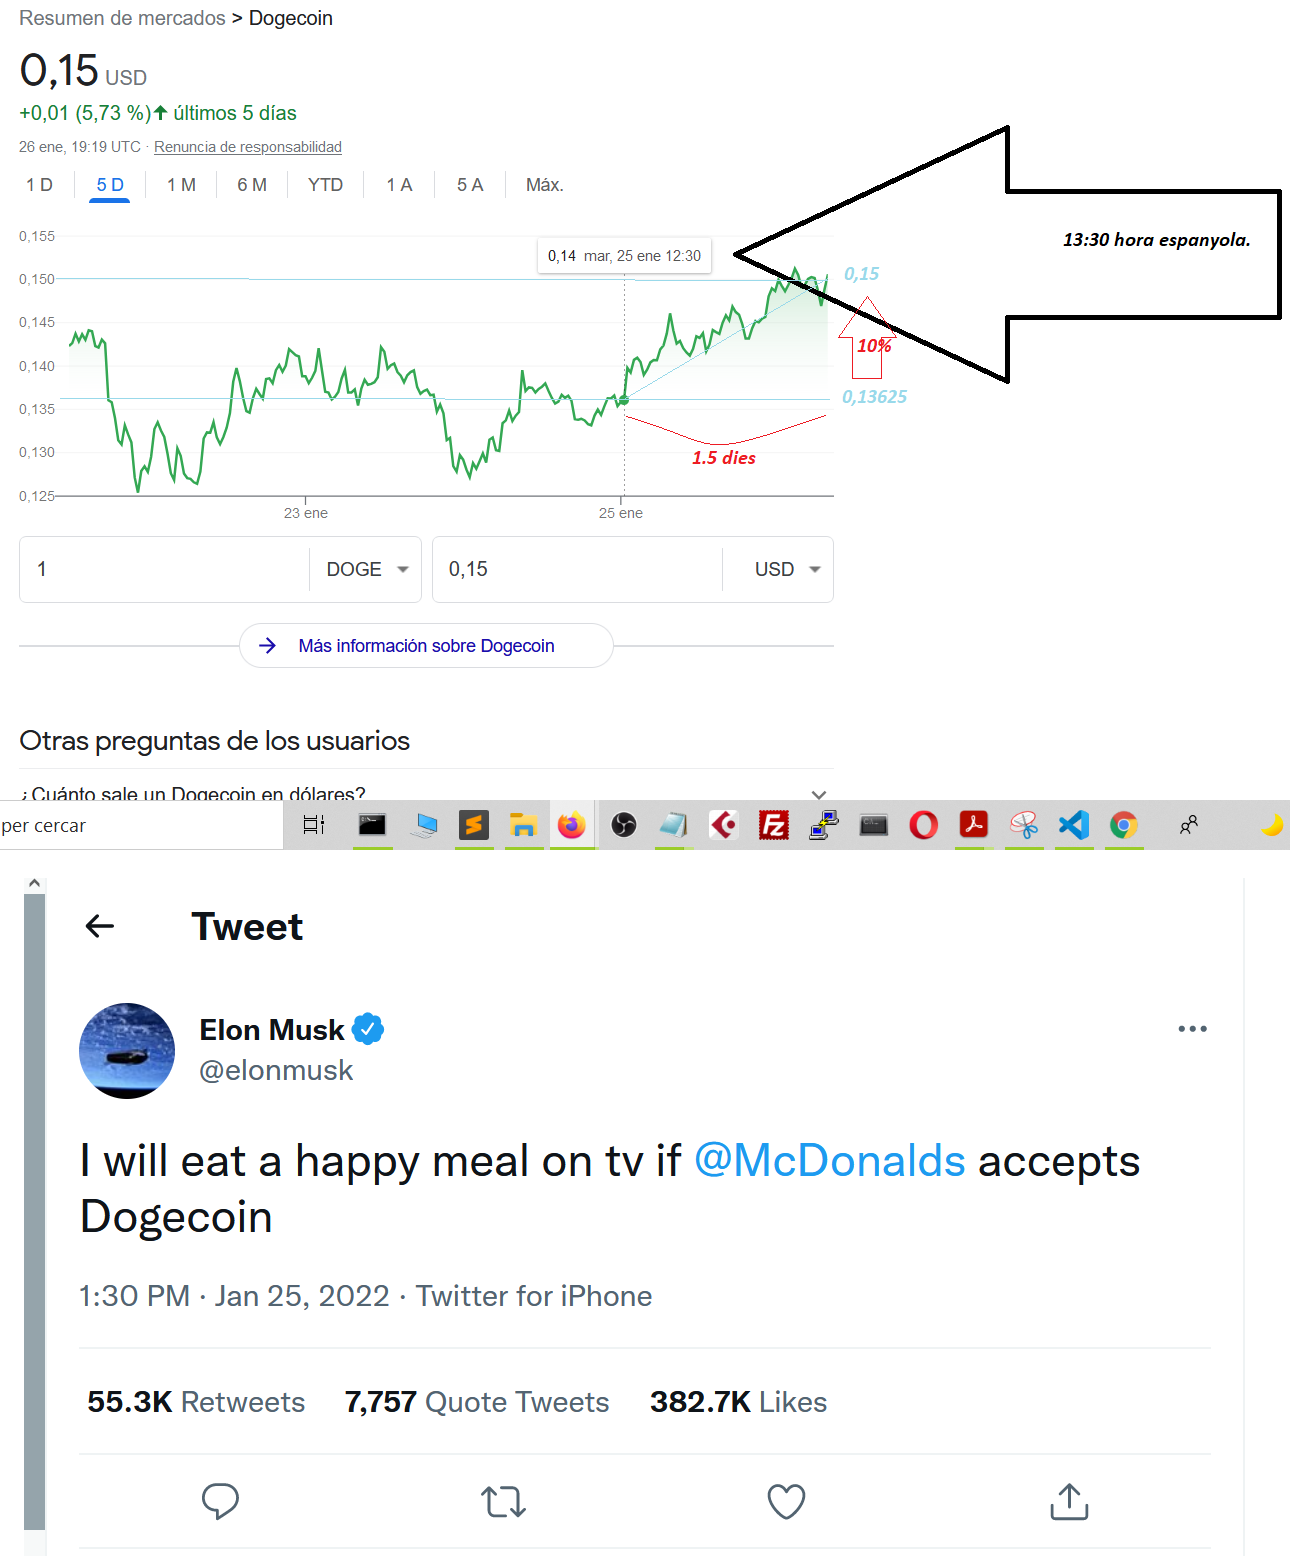 Resumen de mercados > Dogecoin
0,15 USD
+0,01 (5,73 %) últimos 5 días
26 ene, 19:19 UTC · Renuncia de responsabilidad
1 D 5 D 1 M 6 M YTD 1 A 5 A Máx.
13:30 hora espanyola.
0,14 mar, 25 ene 12:30
0,155
0,150
0,145
0,140
0,135
0,130
0,125
0,15
10%
0,13625
1.5 dies
23 ene 25 ene
1 DOGE 0,15 USD
Más información sobre Dogecoin
Otras preguntas de los usuarios
¿Cuánto sale un Dogecoin en dólares?
per cercar
Fz
Tweet
Elon Musk
@elonmusk
I will eat a happy meal on tv if @McDonalds accepts
Dogecoin
1:30 PM · Jan 25, 2022 · Twitter for iPhone
55.3K Retweets 7,757 Quote Tweets 382.7K Likes